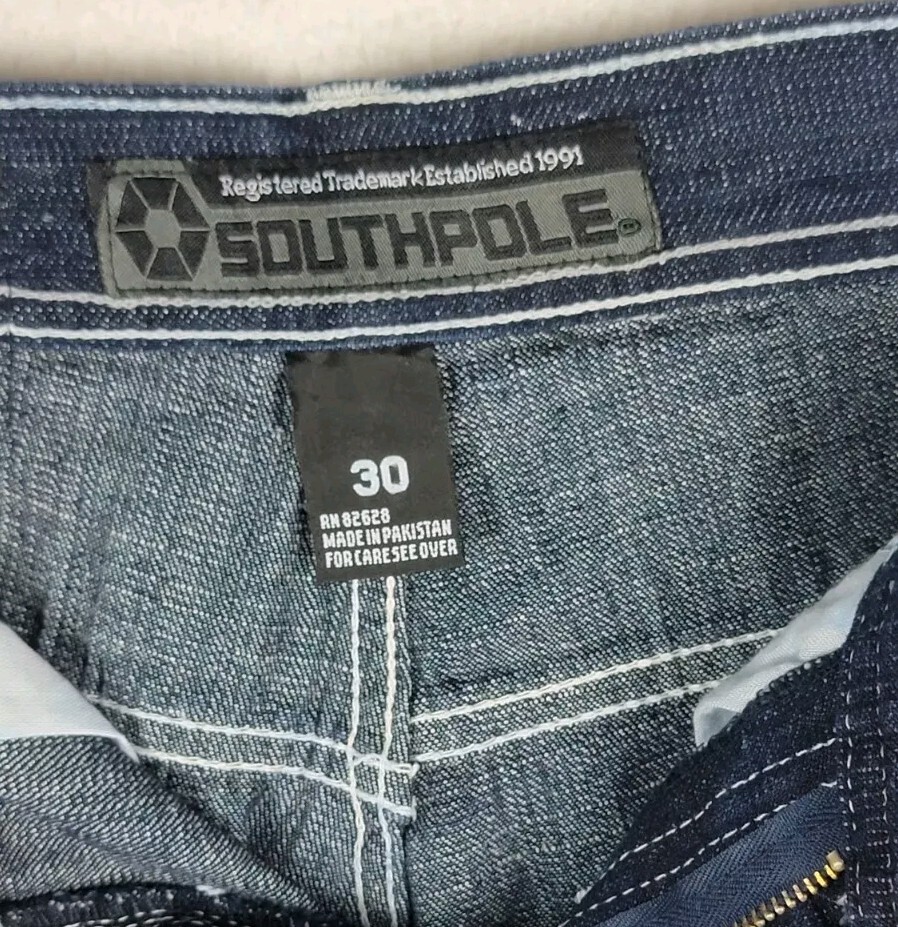 Registered Trademark Established 1991
SOUTHPOLE®
30
RN 82628
MADE IN PAKISTAN
FOR CARE SEE OVER